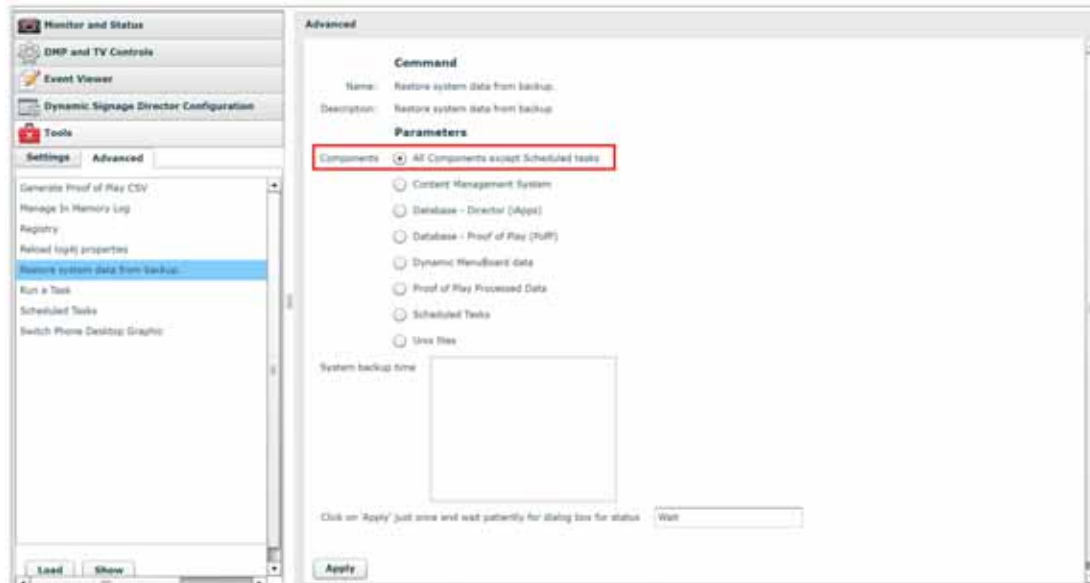 Monitor and Status
DMP and TV Controls
Event Viewer
Dynamic Signage Director Configuration
Tools
Settings Advanced
Generate Proof of Play CSV
Manage In Memory Log
Registry
Reload log4j properties
Restore system data from backup.
Run a Task
Scheduled Tasks
Switch Phone Desktop Graphic
Load Show
Advanced
Command
Name: Restore system data from backup.
Description: Restore system data from backup
Parameters
Components All Components except Scheduled tasks
Content Management System
Database - Director (iApps)
Database - Proof of Play (PoFF)
Dynamic MenuBoard data
Proof of Play Processed Data
Scheduled Tasks
Unix files
System backup time
Click on 'Apply' just once and wait patiently for dialog box for status Wait
Apply